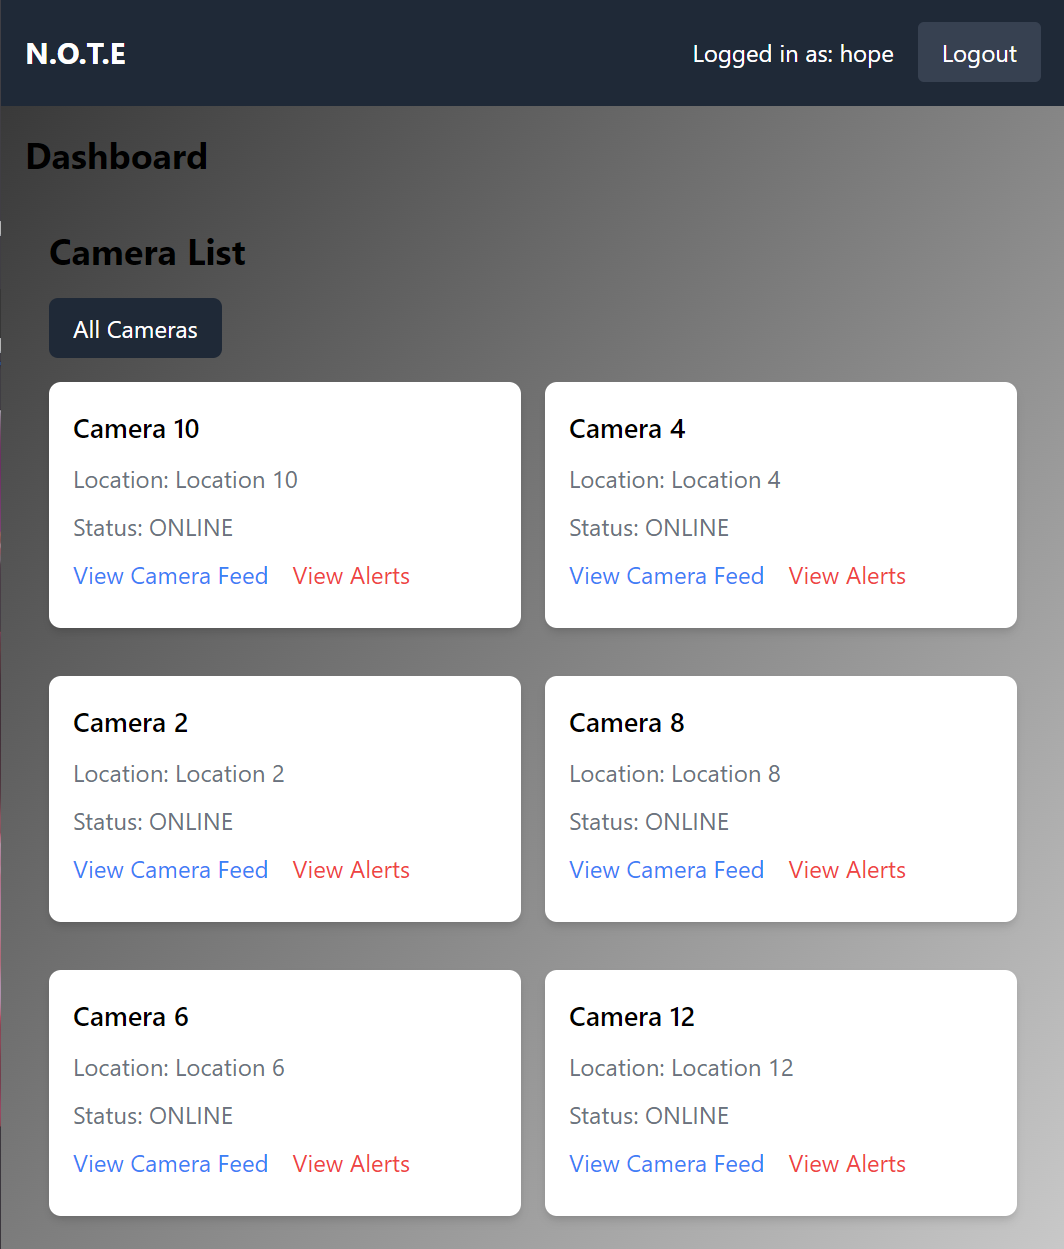 N.O.T.E
Logged in as: hope
Logout
Dashboard
Camera List
All Cameras
Camera 10
Location: Location 10
Status: ONLINE
View Camera Feed View Alerts
Camera 4
Location: Location 4
Status: ONLINE
View Camera Feed View Alerts
Camera 2
Location: Location 2
Status: ONLINE
View Camera Feed View Alerts
Camera 8
Location: Location 8
Status: ONLINE
View Camera Feed View Alerts
Camera 6
Location: Location 6
Status: ONLINE
View Camera Feed View Alerts
Camera 12
Location: Location 12
Status: ONLINE
View Camera Feed View Alerts